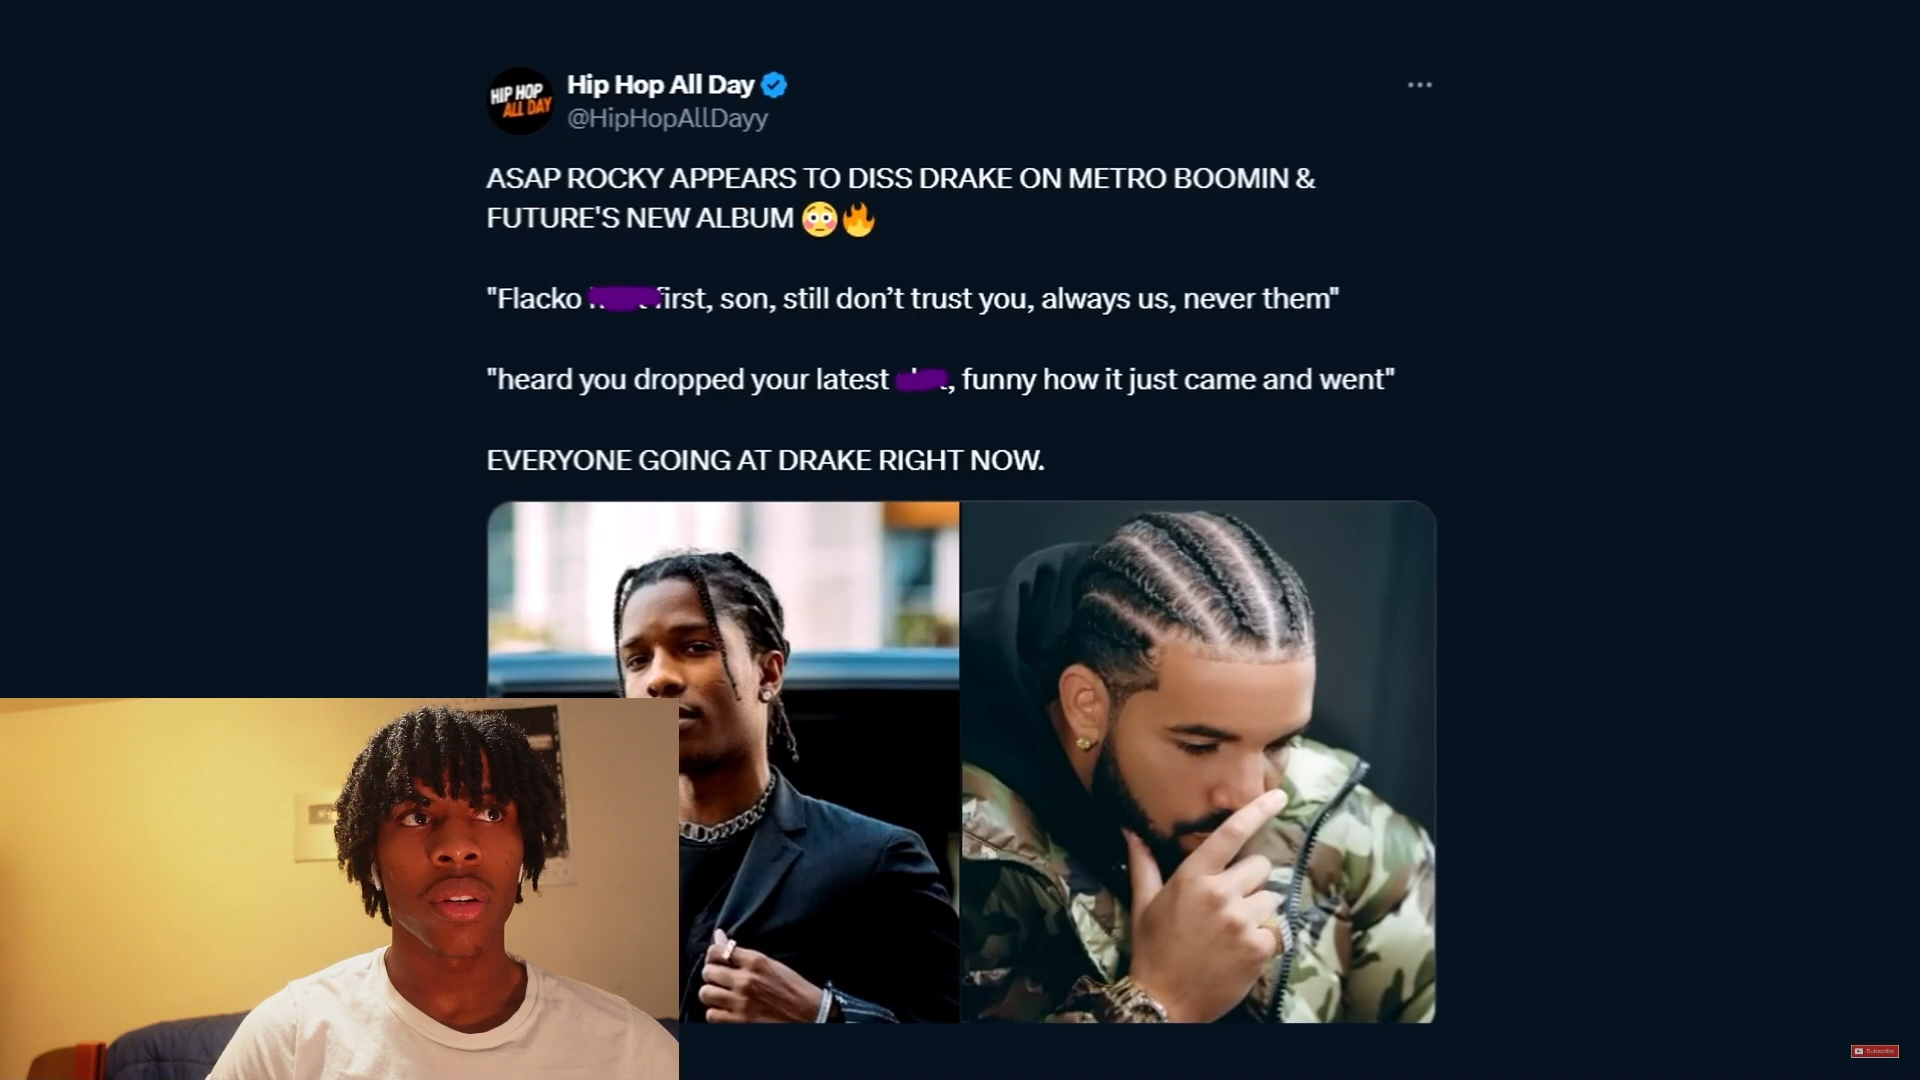 HIP HOP
ALL DAY
Hip Hop All Day
@HipHopAllDayy
ASAP ROCKY APPEARS TO DISS DRAKE ON METRO BOOMIN &
FUTURE'S NEW ALBUM 😳🔥
"Flacko first, son, still don’t trust you, always us, never them"
"heard you dropped your latest , funny how it just came and went"
EVERYONE GOING AT DRAKE RIGHT NOW.
Subscribe